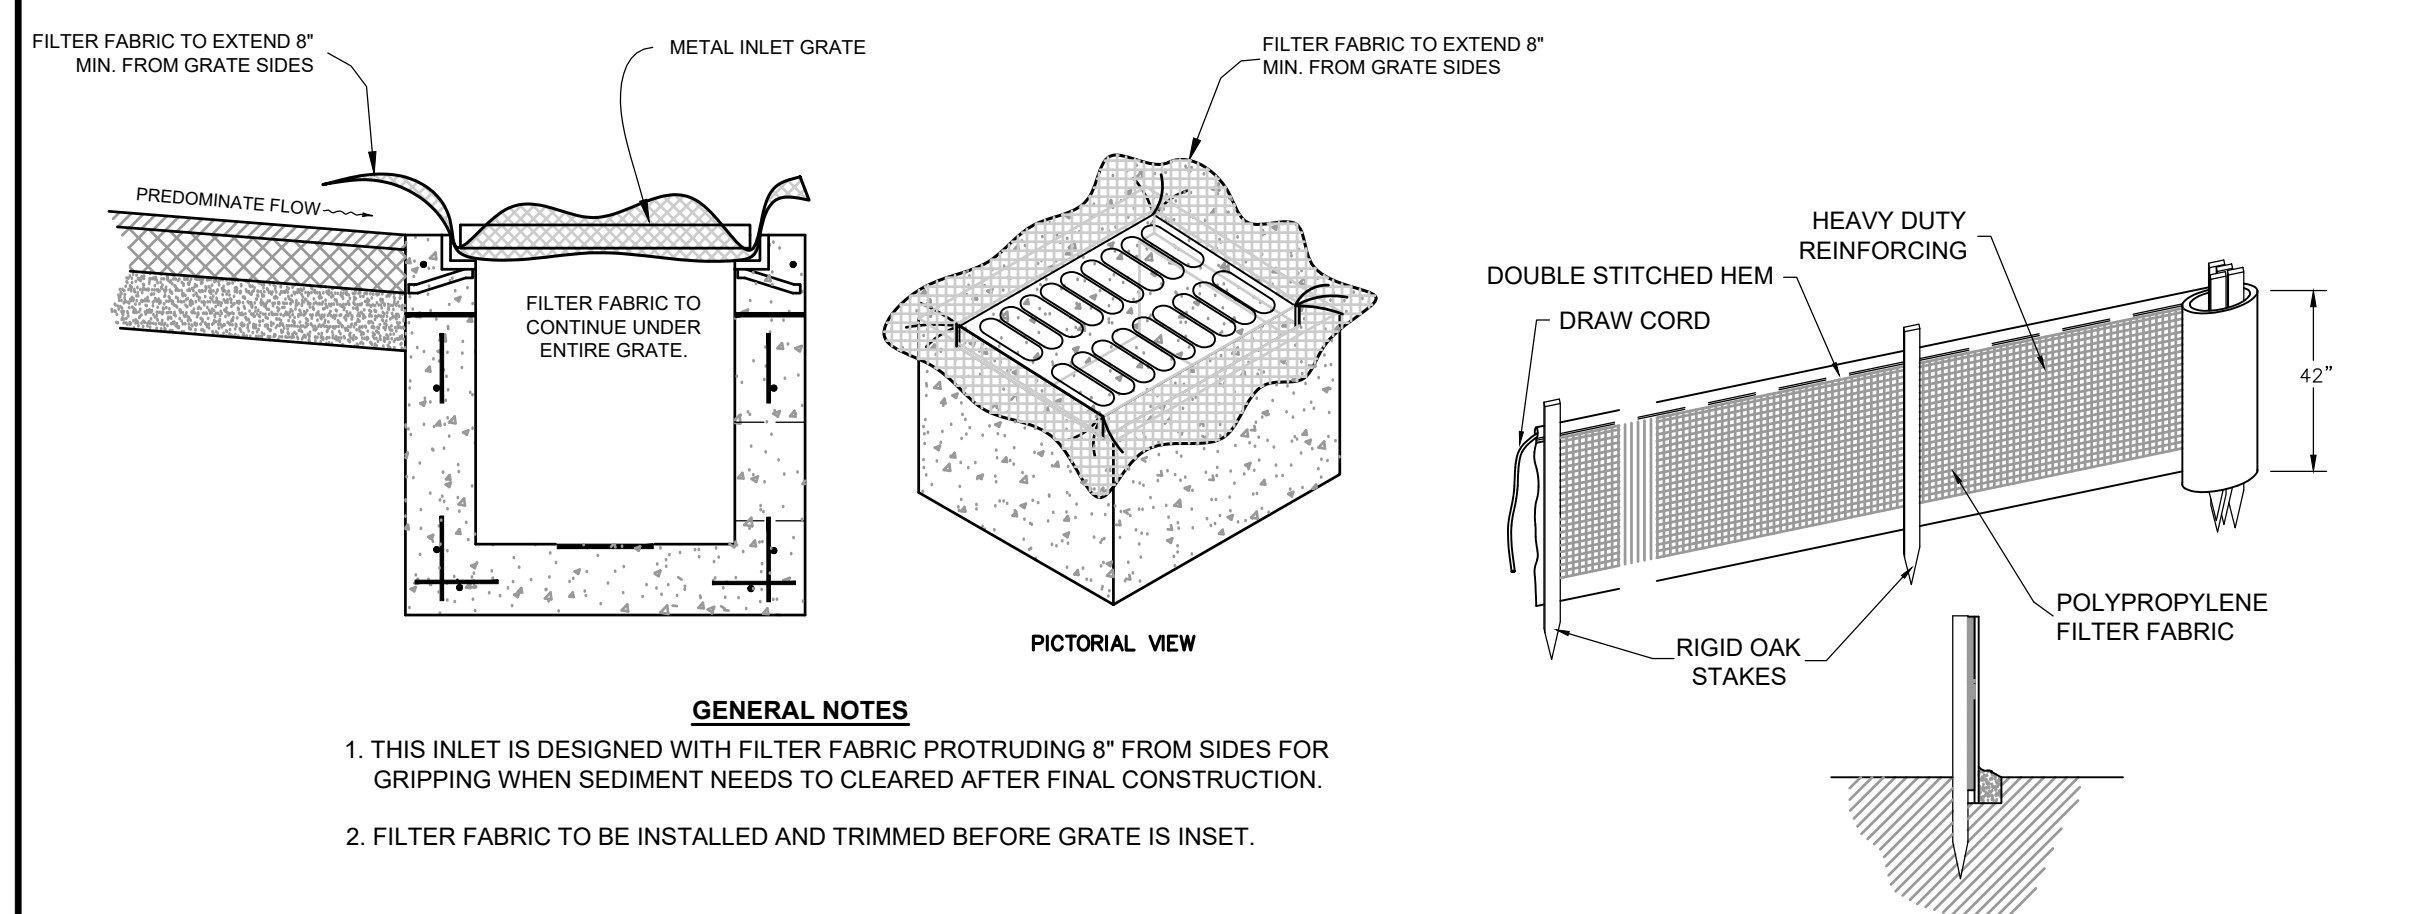 FILTER FABRIC TO EXTEND 8"
MIN. FROM GRATE SIDES
METAL INLET GRATE
PREDOMINATE FLOW
FILTER FABRIC TO
CONTINUE UNDER
ENTIRE GRATE.
FILTER FABRIC TO EXTEND 8"
MIN. FROM GRATE SIDES
PICTORIAL VIEW
GENERAL NOTES
1. THIS INLET IS DESIGNED WITH FILTER FABRIC PROTRUDING 8" FROM SIDES FOR
GRIPPING WHEN SEDIMENT NEEDS TO CLEARED AFTER FINAL CONSTRUCTION.
2. FILTER FABRIC TO BE INSTALLED AND TRIMMED BEFORE GRATE IS INSET.
HEAVY DUTY
REINFORCING
DOUBLE STITCHED HEM
DRAW CORD
42"
POLYPROPYLENE
FILTER FABRIC
RIGID OAK
STAKES